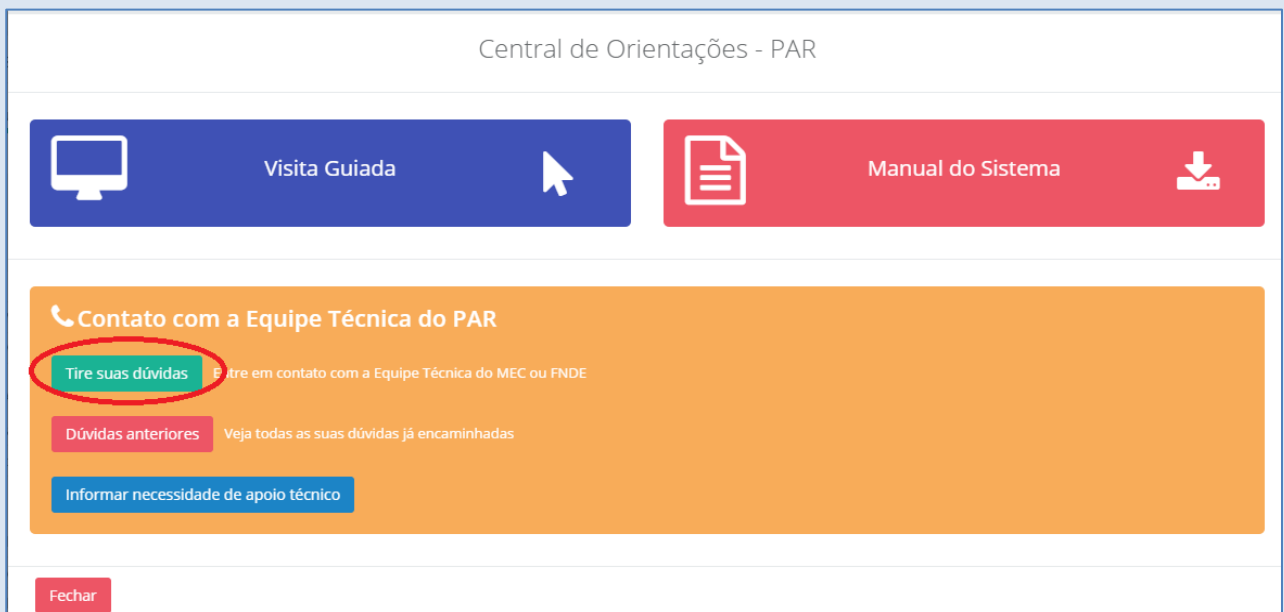 Central de Orientações - PAR
Visita Guiada
Manual do Sistema
Contato com a Equipe Técnica do PAR
Tire suas dúvidas Entre em contato com a Equipe Técnica do MEC ou FNDE
Dúvidas anteriores Veja todas as suas dúvidas já encaminhadas
Informar necessidade de apoio técnico
Fechar